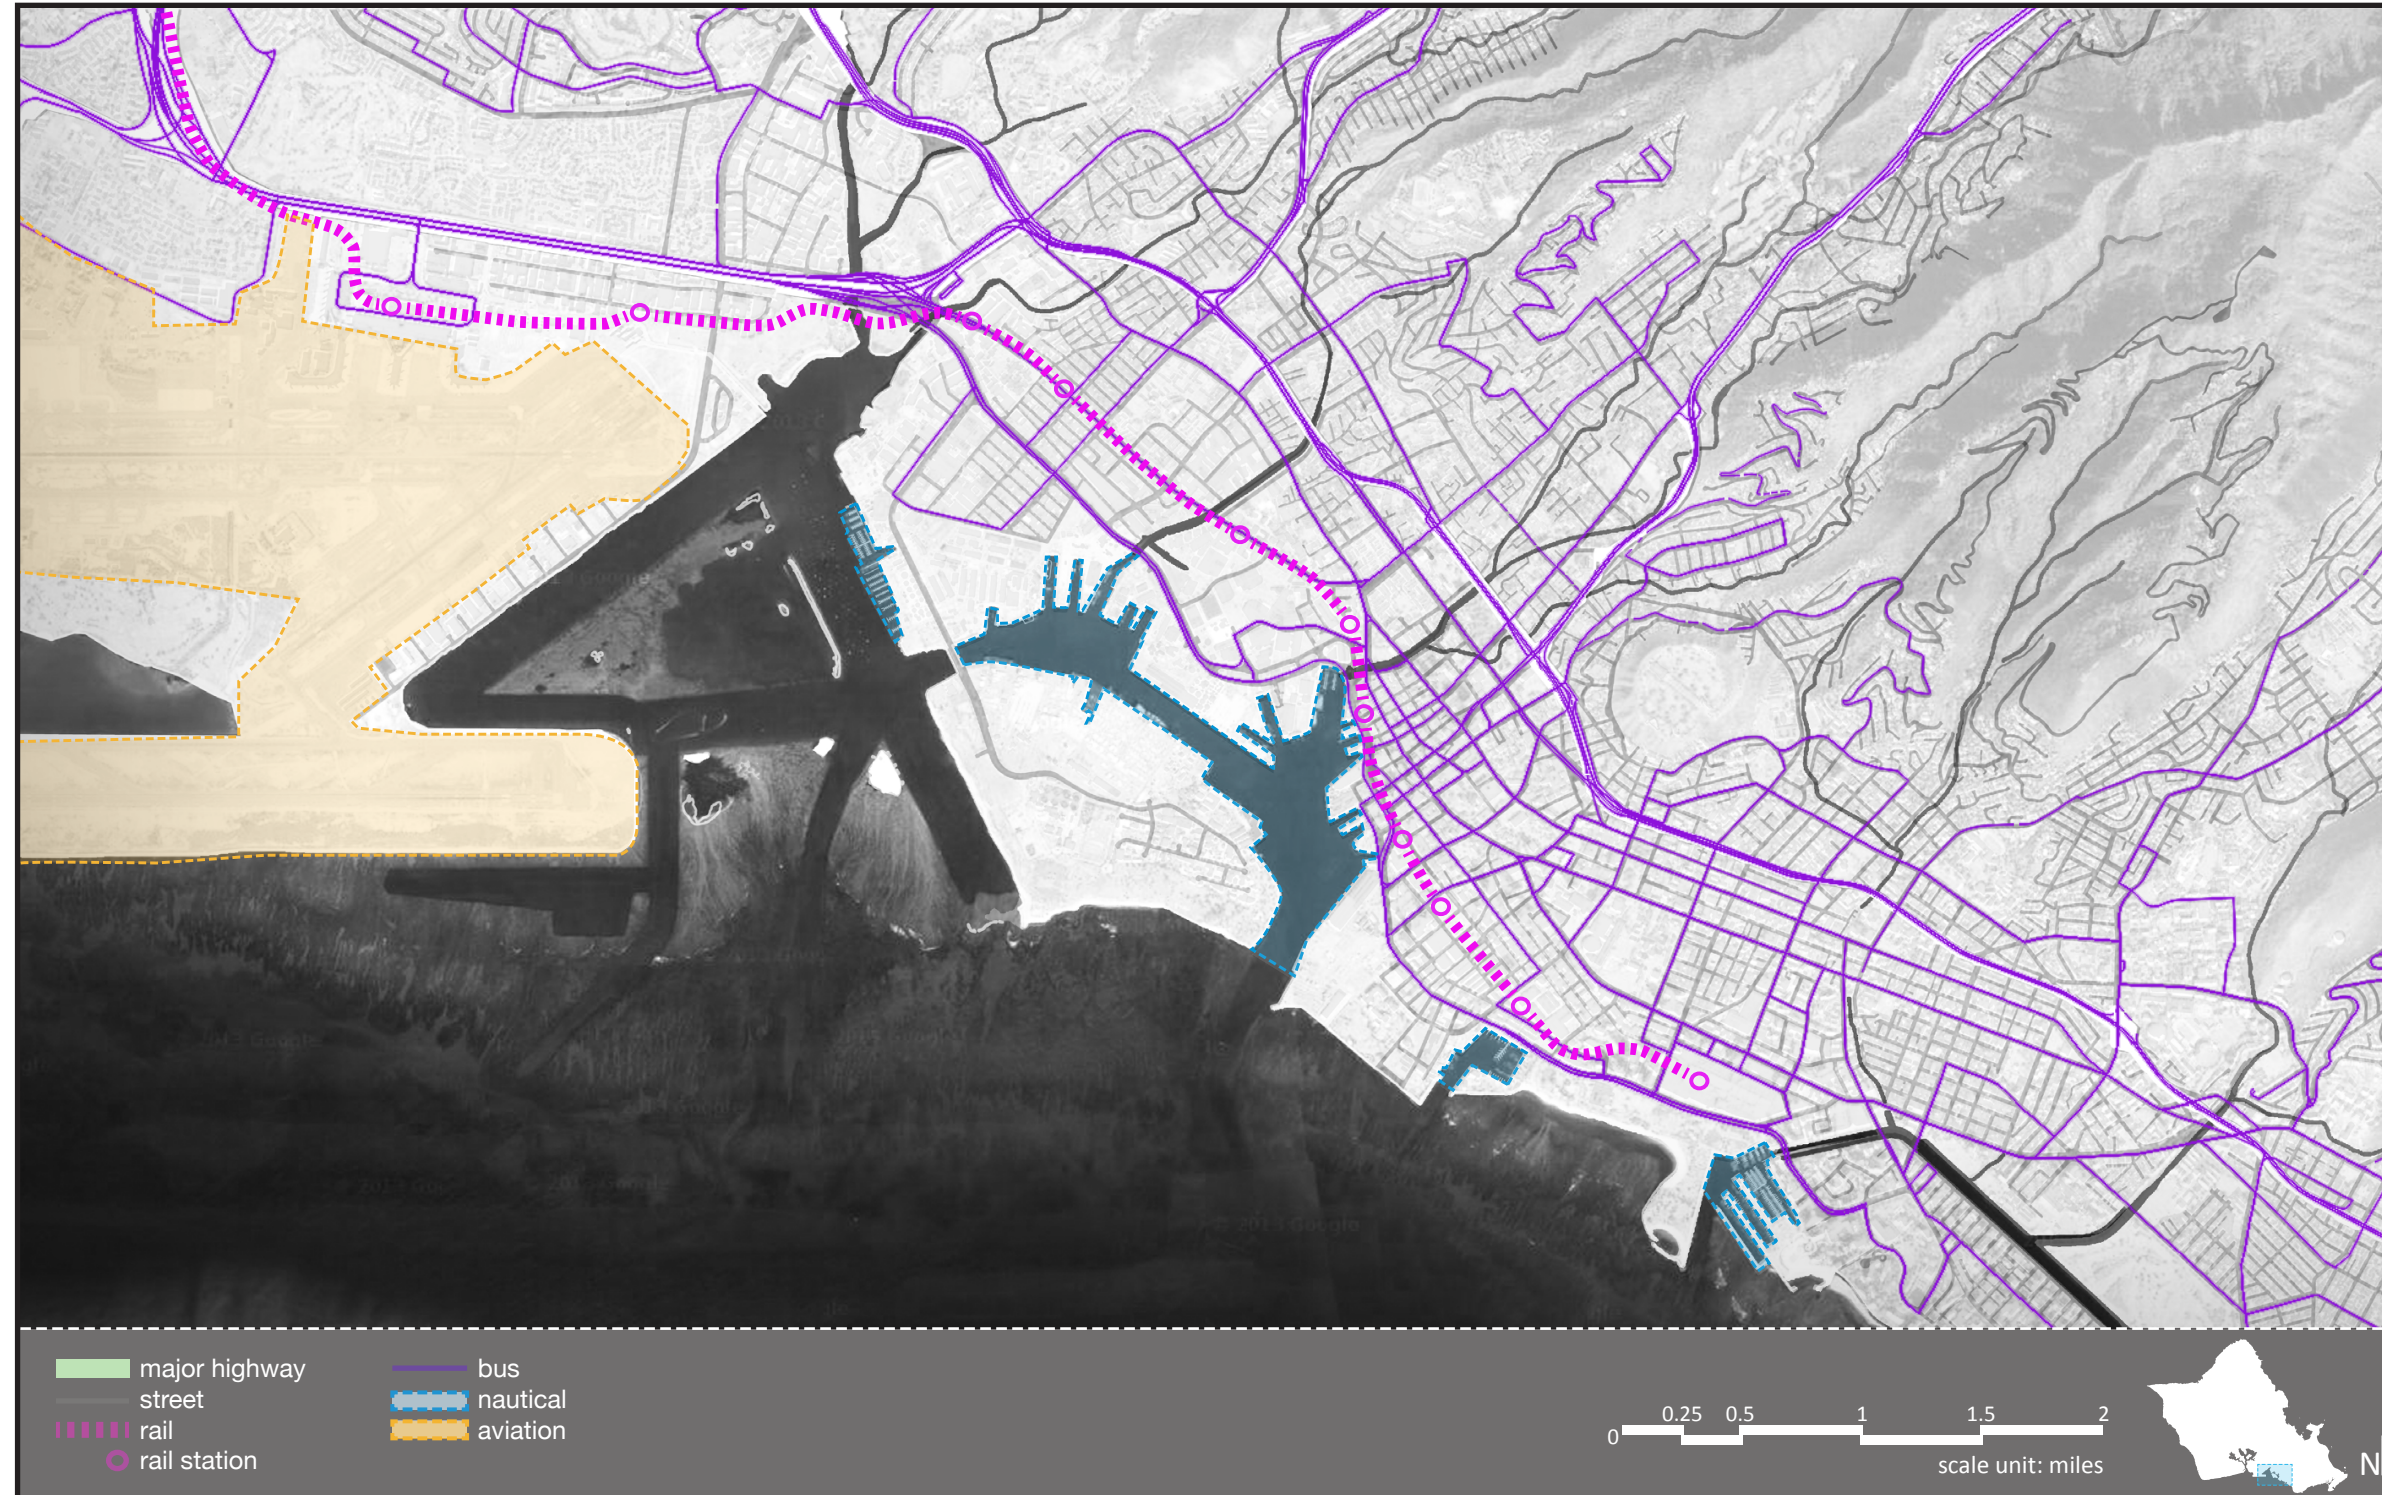 major highway
street
rail
rail station
bus
nautical
aviation
0
0.25
0.5
1
1.5
2
scale unit: miles
N